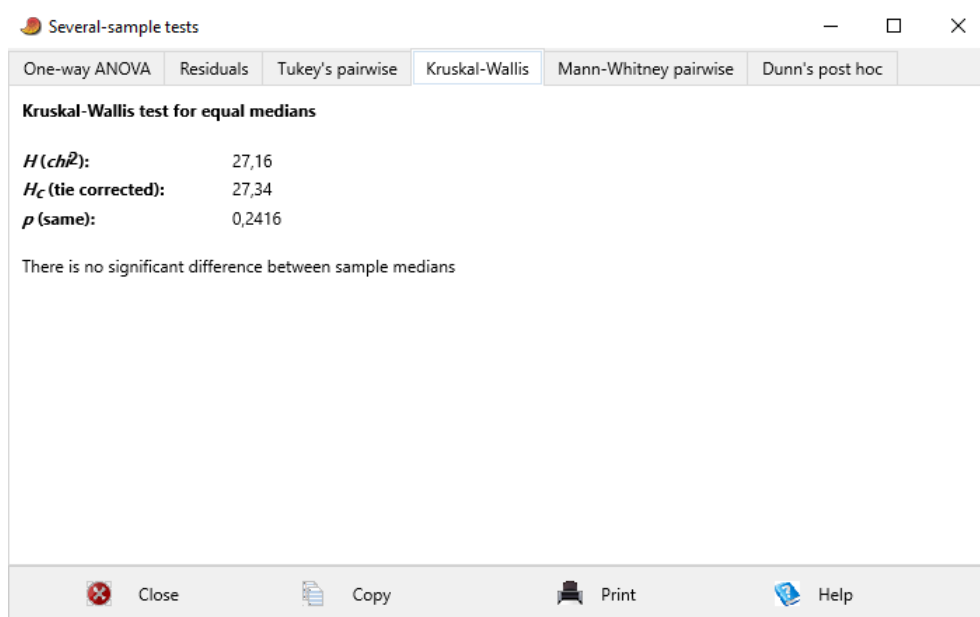 Several-sample tests
One-way ANOVA Residuals Tukey's pairwise Kruskal-Wallis Mann-Whitney pairwise Dunn's post hoc
Kruskal-Wallis test for equal medians
H (chi2): 27,16
Hc (tie corrected): 27,34
p (same): 0,2416
There is no significant difference between sample medians
Close Copy Print Help